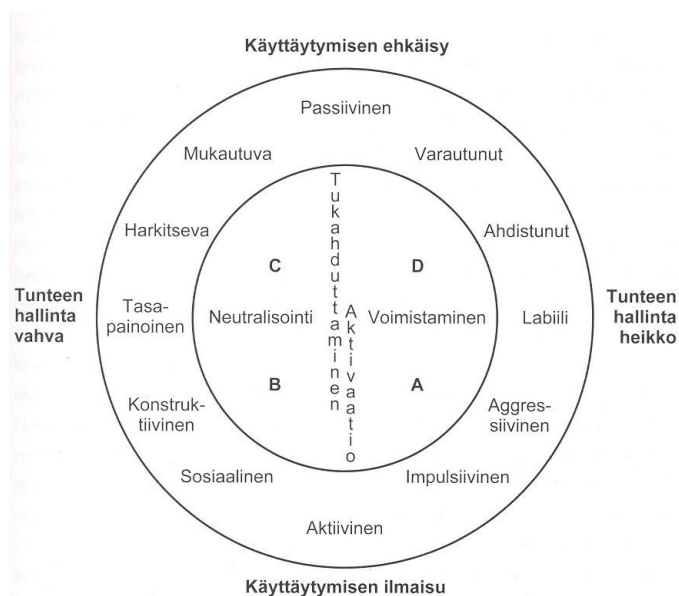 Käyttäytymisen ehkäisy
Passiivinen
Mukautuva
Varautunut
Harkitseva
Ahdistunut
C
D
Tukahduttaminen
Aktivaatio
Tunteen
hallinta
vahva
Tasa-
painoinen
Neutralisointi
Voimistaminen
Labiili
Tunteen
hallinta
heikko
B
A
Konstruk-
tiivinen
Aggres-
siivinen
Sosiaalinen
Impulsiivinen
Aktiivinen
Käyttäytymisen ilmaisu